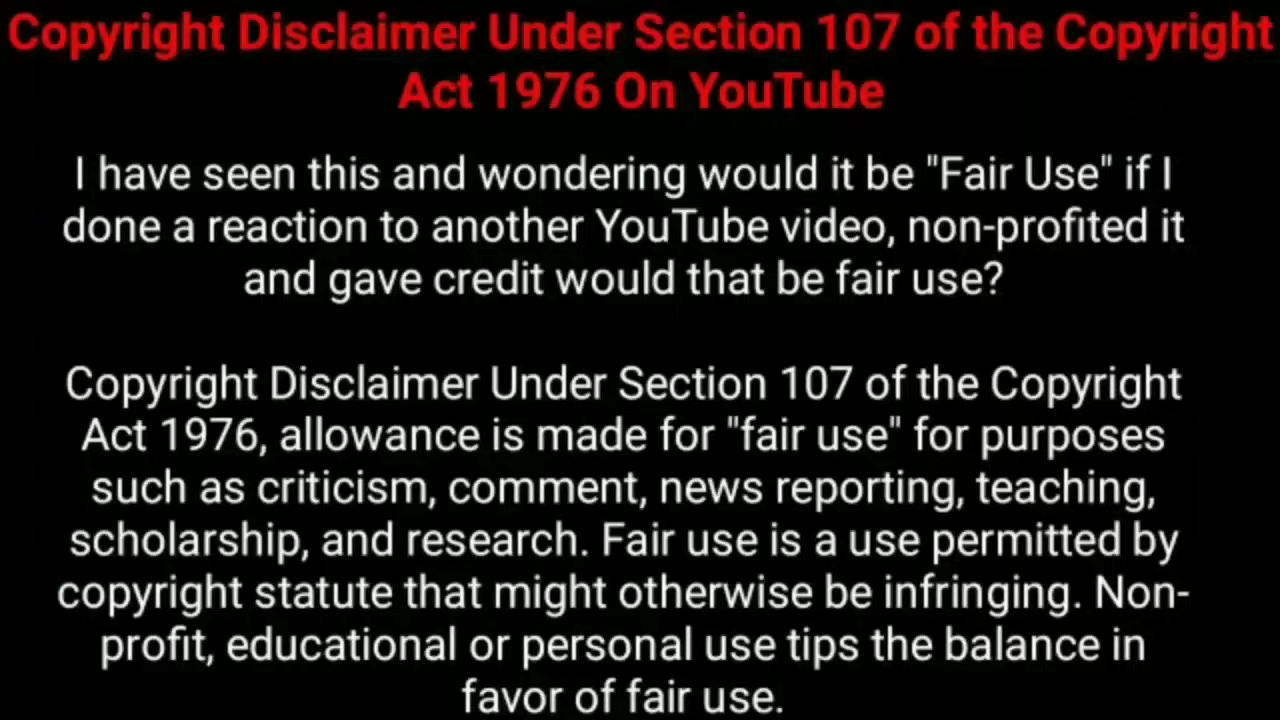 Copyright Disclaimer Under Section 107 of the Copyright
Act 1976 On YouTube
I have seen this and wondering would it be "Fair Use" if I
done a reaction to another YouTube video, non-profited it
and gave credit would that be fair use?
Copyright Disclaimer Under Section 107 of the Copyright
Act 1976, allowance is made for "fair use" for purposes
such as criticism, comment, news reporting, teaching,
scholarship, and research. Fair use is a use permitted by
copyright statute that might otherwise be infringing. Non-
profit, educational or personal use tips the balance in
favor of fair use.